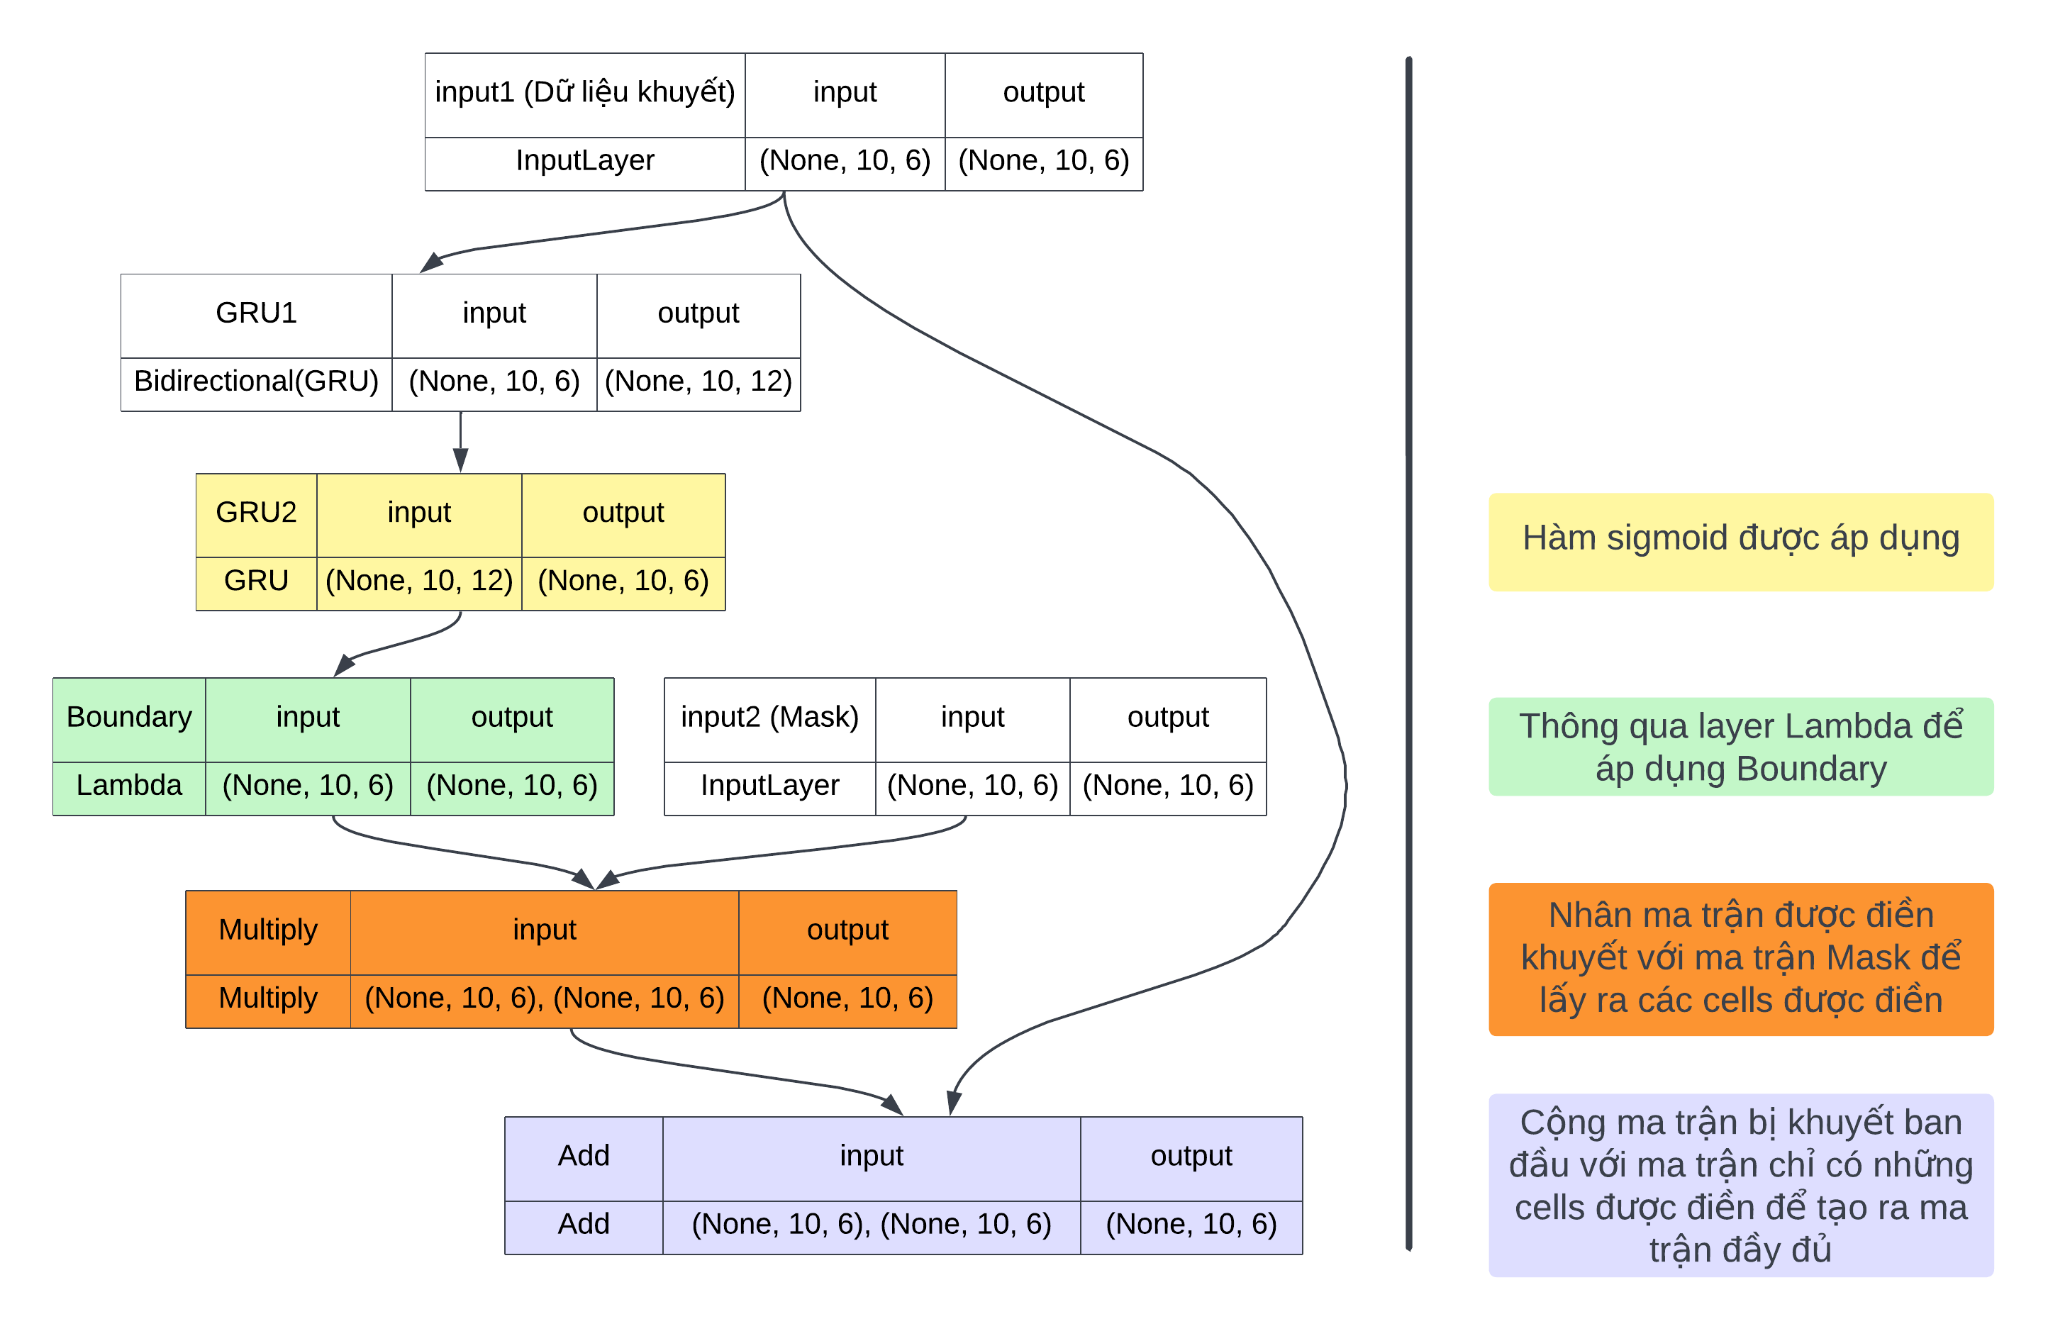 input1 (Dữ liệu khuyết) input output
InputLayer (None, 10, 6) (None, 10, 6)
GRU1 input output
Bidirectional(GRU) (None, 10, 6) (None, 10, 12)
GRU2 input output
GRU (None, 10, 12) (None, 10, 6)
Boundary input output
Lambda (None, 10, 6) (None, 10, 6)
input2 (Mask) input output
InputLayer (None, 10, 6) (None, 10, 6)
Multiply input output
Multiply (None, 10, 6), (None, 10, 6) (None, 10, 6)
Add input output
Add (None, 10, 6), (None, 10, 6) (None, 10, 6)
Hàm sigmoid được áp dụng
Thông qua layer Lambda để
áp dụng Boundary
Nhân ma trận được điền
khuyết với ma trận Mask để
lấy ra các cells được điền
Cộng ma trận bị khuyết ban
đầu với ma trận chỉ có những
cells được điền để tạo ra ma
trận đầy đủ